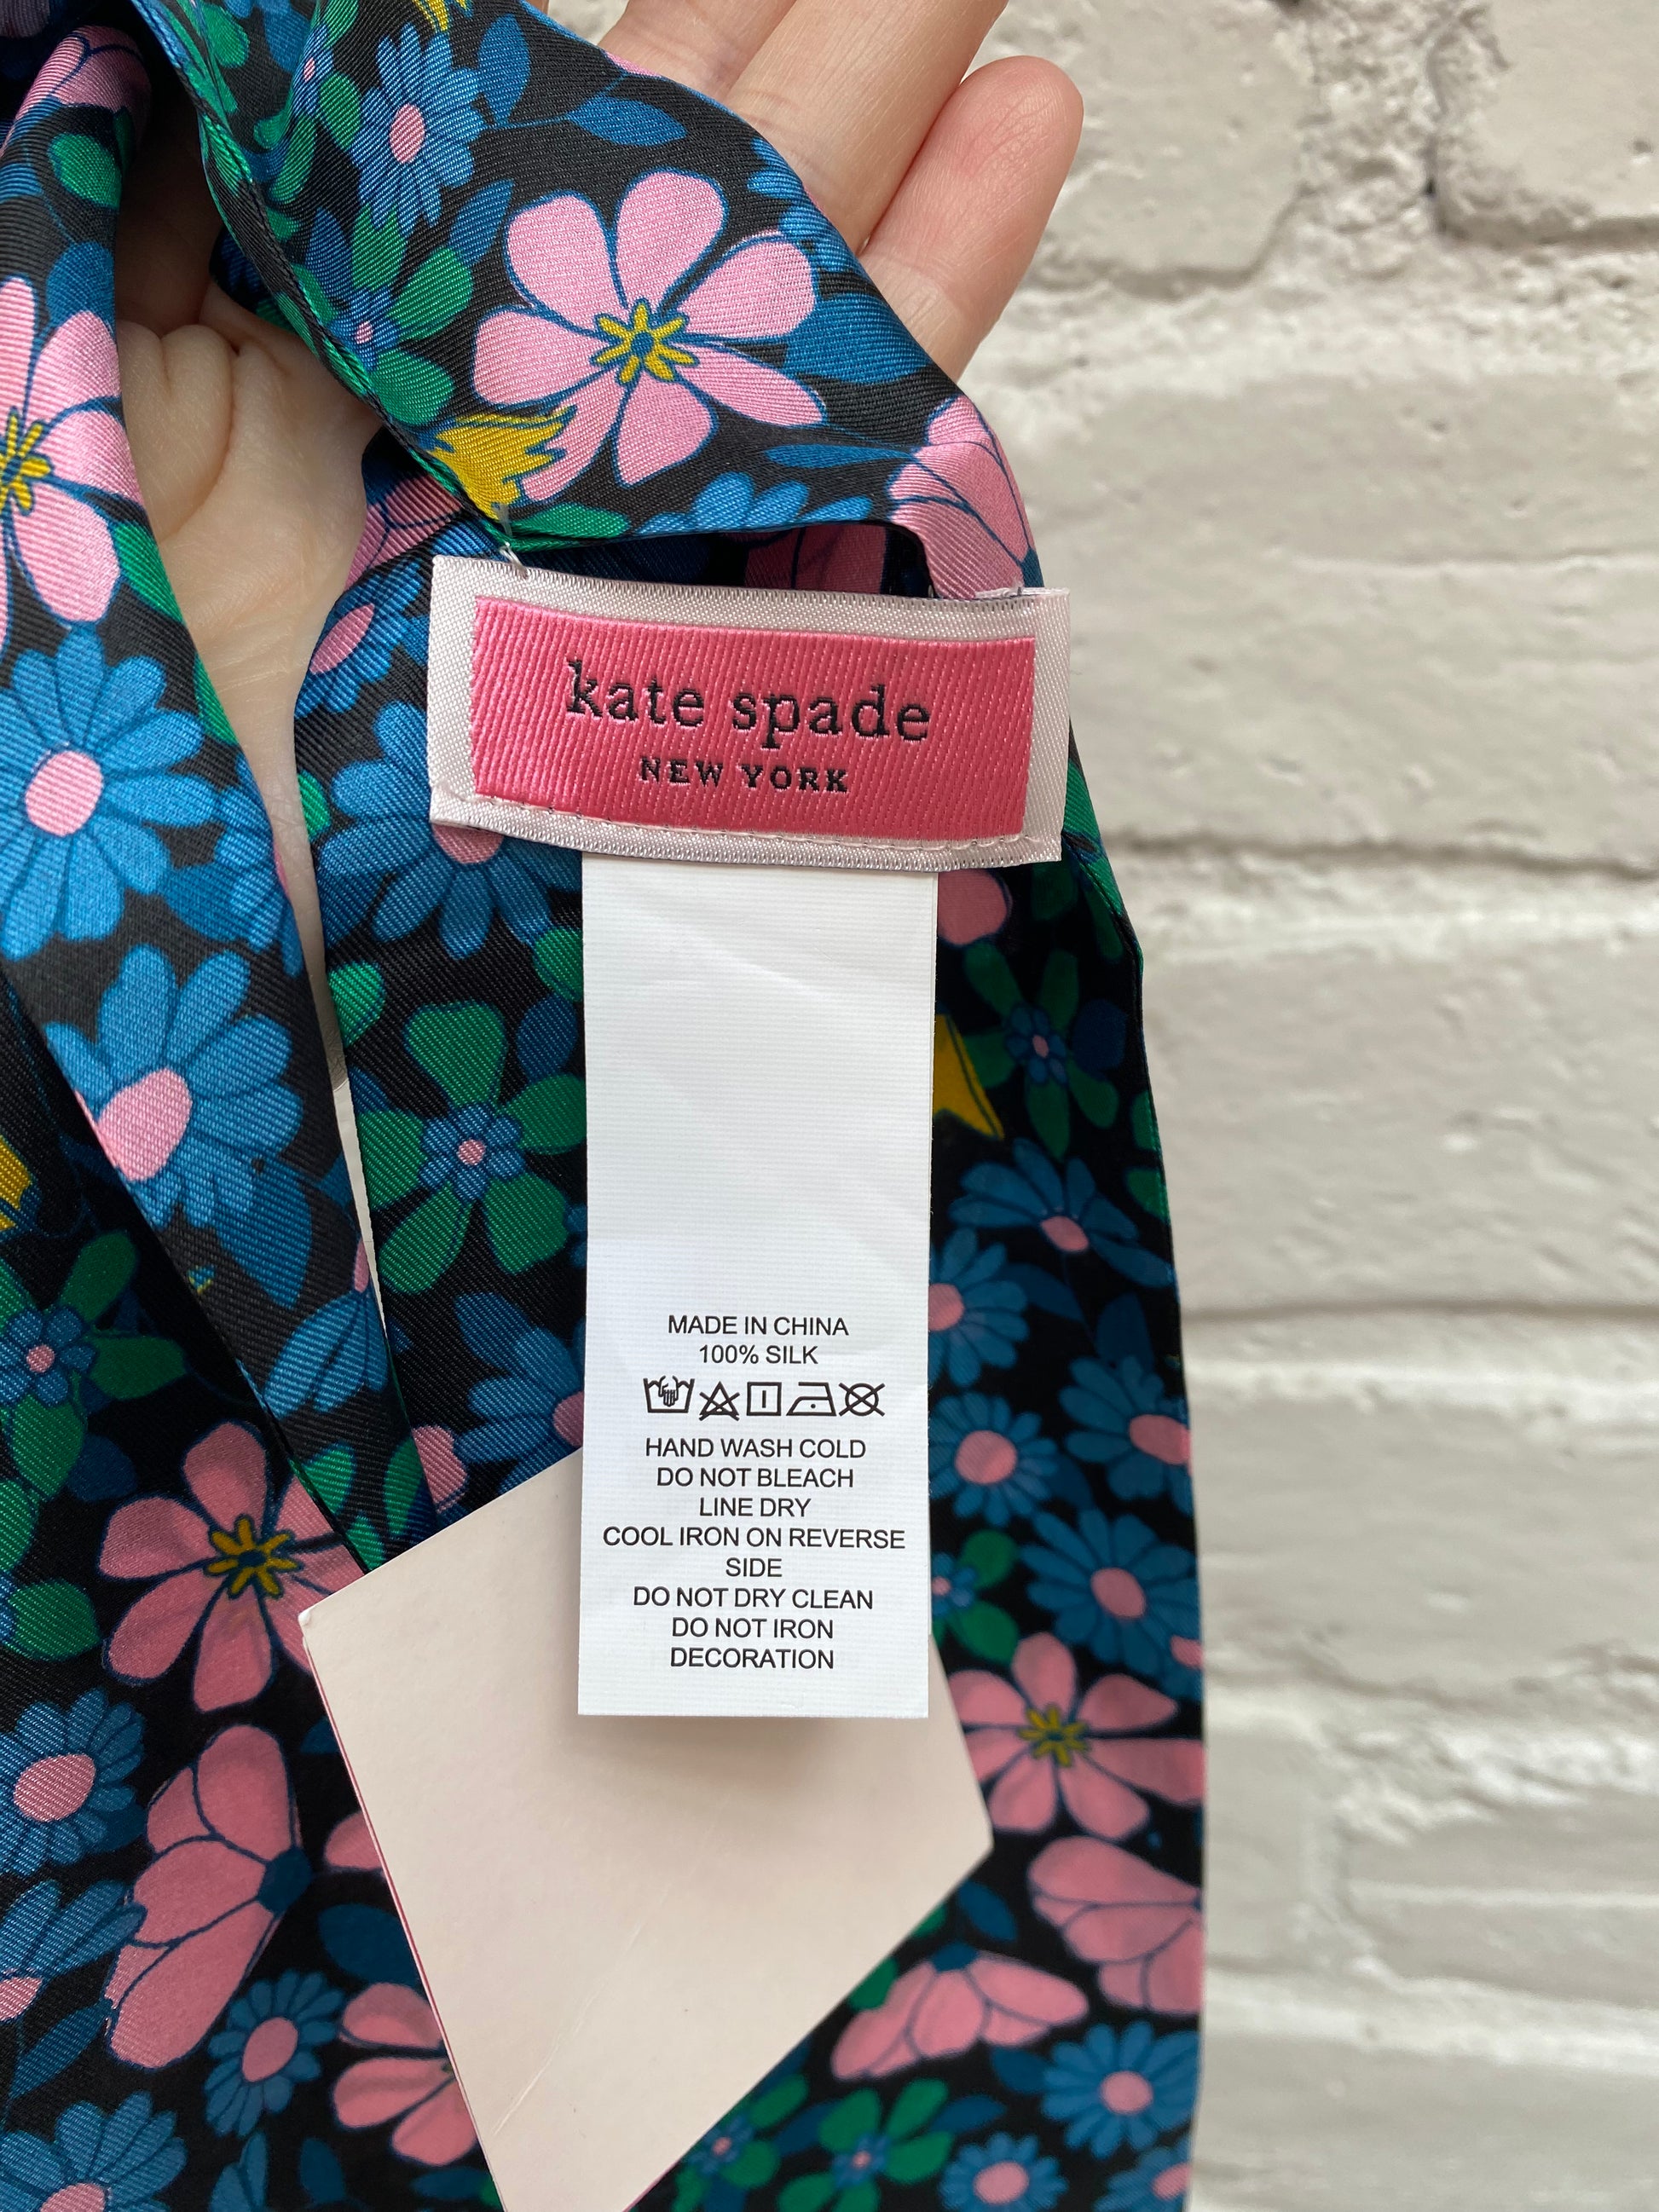 kate spade
NEW YORK
MADE IN CHINA
100% SILK
HAND WASH COLD
DO NOT BLEACH
LINE DRY
COOL IRON ON REVERSE
SIDE
DO NOT DRY CLEAN
DO NOT IRON
DECORATION